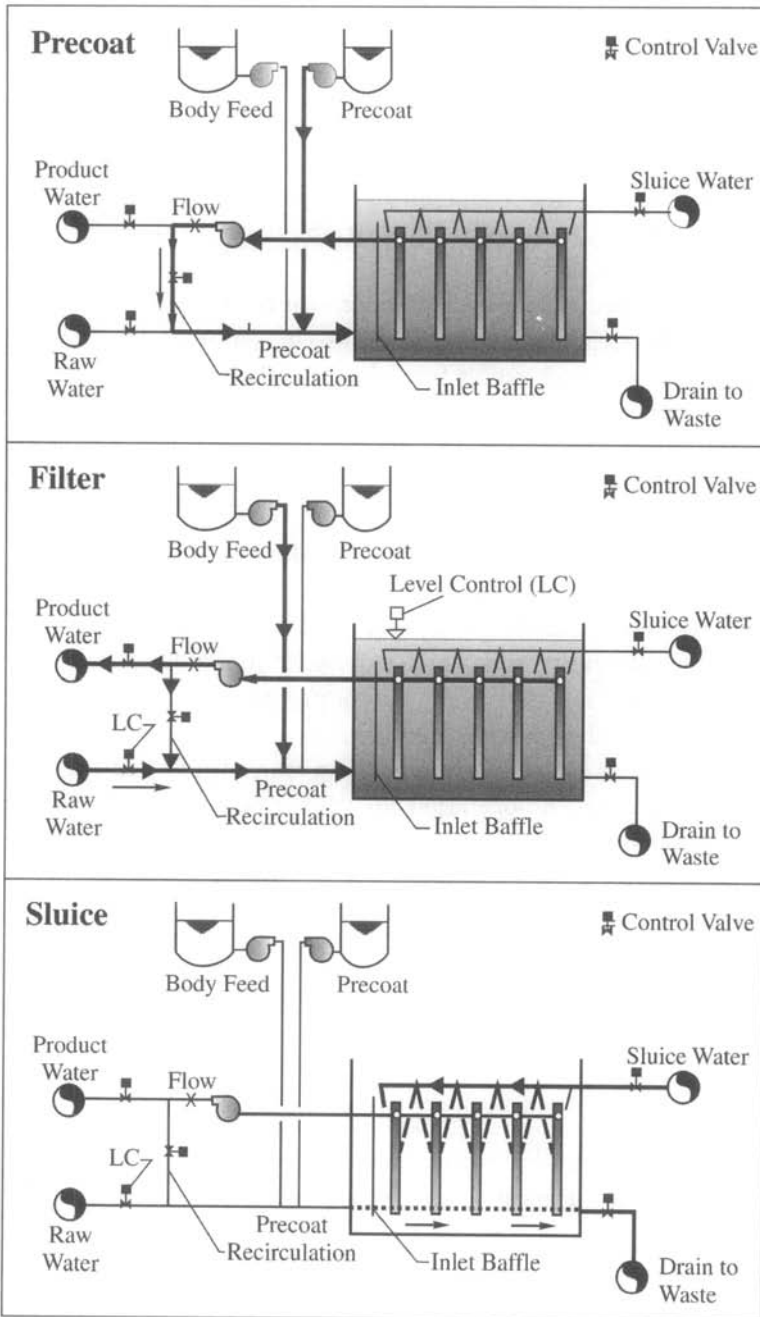 Precoat
Control Valve
Body Feed
Precoat
Product
Water
Flow
Sluice Water
Raw
Water
Precoat
Recirculation
Inlet Baffle
Drain to
Waste
Filter
Control Valve
Body Feed
Precoat
Level Control (LC)
Product
Water
Flow
Sluice Water
LC
Raw
Water
Precoat
Recirculation
Inlet Baffle
Drain to
Waste
Sluice
Control Valve
Body Feed
Precoat
Product
Water
Flow
Sluice Water
LC
Raw
Water
Precoat
Recirculation
Inlet Baffle
Drain to
Waste